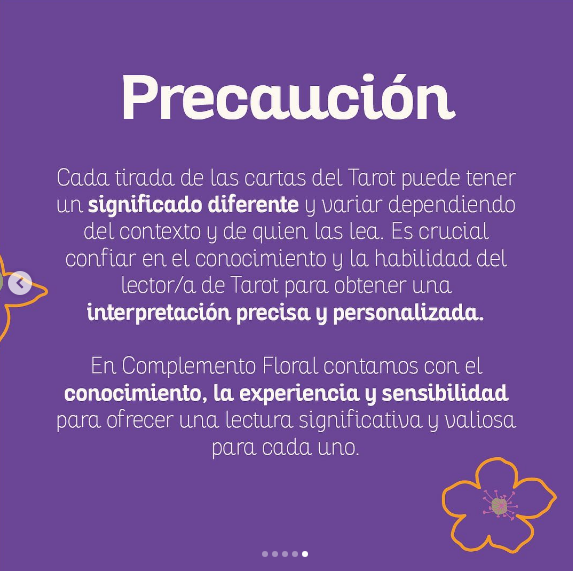 Precaución
Cada tirada de las cartas del Tarot puede tener
un significado diferente y variar dependiendo
del contexto y de quien las lea. Es crucial
confiar en el conocimiento y la habilidad del
lector/a de Tarot para obtener una
interpretación precisa y personalizada.
En Complemento Floral contamos con el
conocimiento, la experiencia y sensibilidad
para ofrecer una lectura significativa y valiosa
para cada uno.